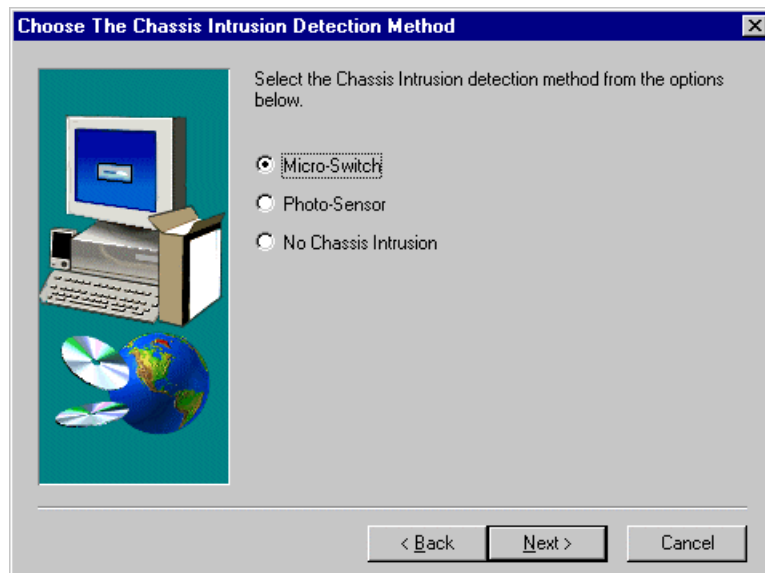 Choose The Chassis Intrusion Detection Method
Select the Chassis Intrusion detection method from the options
below.
Micro-Switch
Photo-Sensor
No Chassis Intrusion
< Back
Next >
Cancel